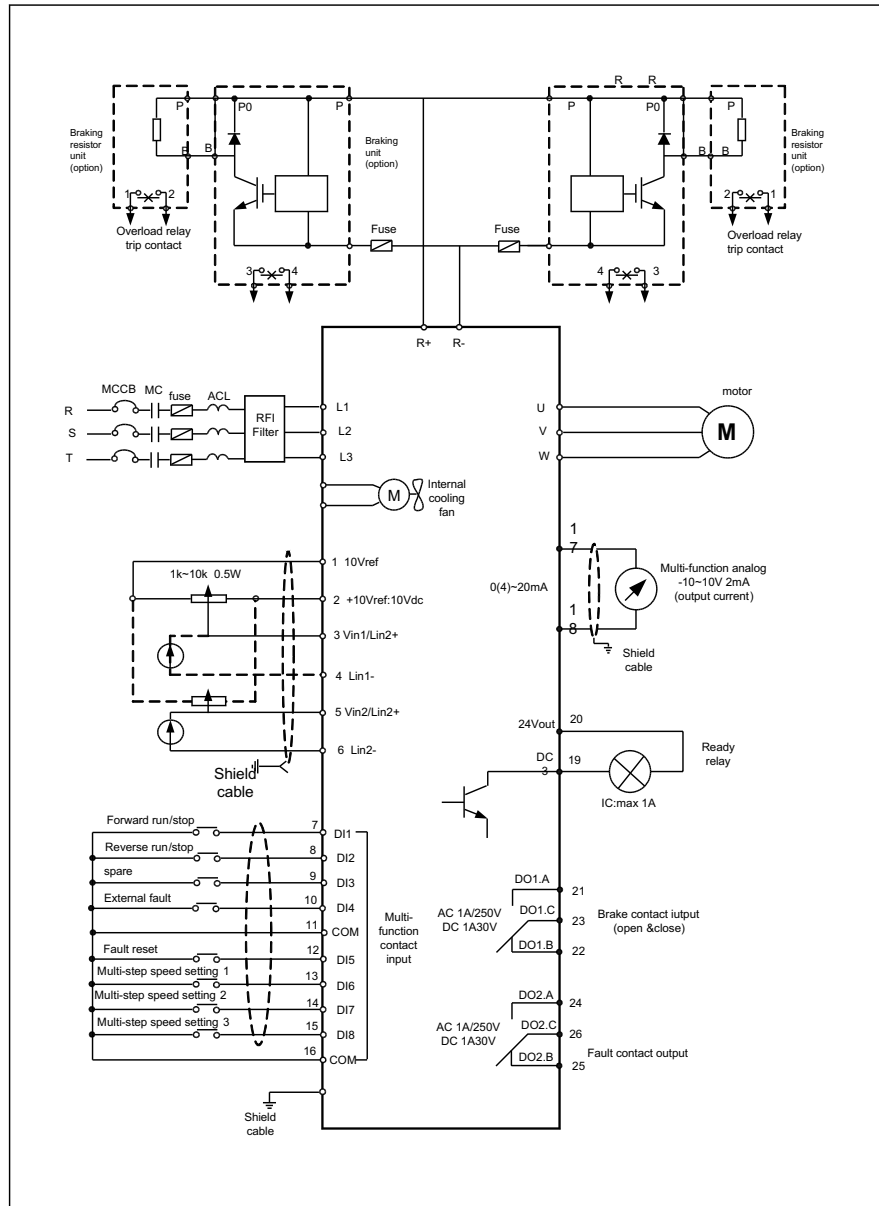 R R
P P0 P P P0 P
Braking
resistor
unit
(option)
B B
Braking
unit
(option)
B B
Braking
resistor
unit
(option)
1 2
Overload relay
trip contact
Fuse Fuse
2 1
Overload relay
trip contact
3 4
4 3
R+ R-
MCCB MC fuse ACL
R
S
T
RFI
Filter
L1
L2
L3
M
Internal
cooling
fan
U
V
W
motor
M
1k~10k 0.5W
1 10Vref
2 +10Vref:10Vdc
3 Vin1/Lin2+
4 Lin1-
5 Vin2/Lin2+
6 Lin2-
Shield
cable
1
7
0(4)~20mA
1
8
Multi-function analog
-10~10V 2mA
(output current)
Shield
cable
24Vout 20
DC
3
19
Ready
relay
IC:max 1A
Forward run/stop 7 DI1
Reverse run/stop 8 DI2
spare 9 DI3
External fault 10 DI4
11 COM
Fault reset 12 DI5
Multi-step speed setting 1 13 DI6
Multi-step speed setting 2 14 DI7
Multi-step speed setting 3 15 DI8
16 COM
Multi-
function
contact
input
Shield
cable
DO1.A 21
AC 1A/250V
DC 1A30V
DO1.C 23
DO1.B 22
Brake contact iutput
(open &close)
DO2.A 24
AC 1A/250V
DC 1A30V
DO2.C 26
DO2.B 25
Fault contact output